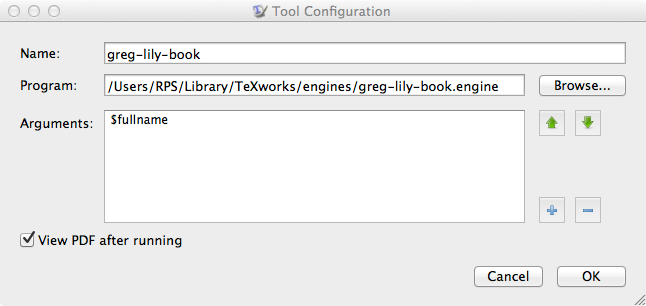 Tool Configuration
Name: greg-lily-book
Program: /Users/RPS/Library/TeXworks/engines/greg-lily-book.engine Browse...
Arguments: $fullname
View PDF after running
Cancel OK